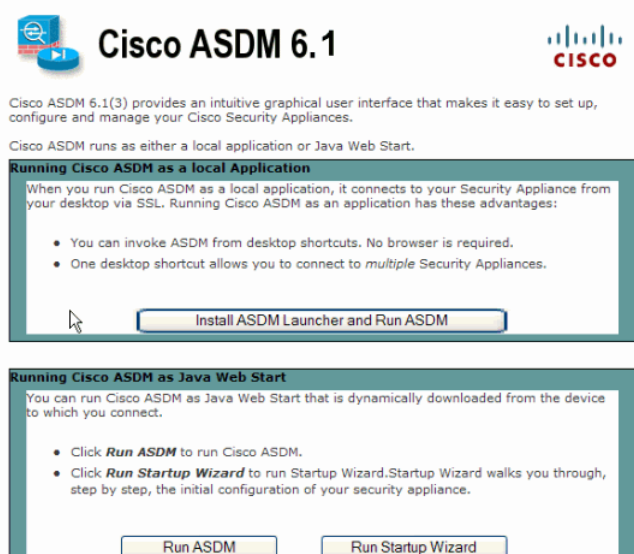 Cisco ASDM 6.1
CISCO
Cisco ASDM 6.1(3) provides an intuitive graphical user interface that makes it easy to set up,
configure and manage your Cisco Security Appliances.
Cisco ASDM runs as either a local application or Java Web Start.
Running Cisco ASDM as a local Application
When you run Cisco ASDM as a local application, it connects to your Security Appliance from
your desktop via SSL. Running Cisco ASDM as an application has these advantages:
• You can invoke ASDM from desktop shortcuts. No browser is required.
• One desktop shortcut allows you to connect to multiple Security Appliances.
Install ASDM Launcher and Run ASDM
Running Cisco ASDM as Java Web Start
You can run Cisco ASDM as Java Web Start that is dynamically downloaded from the device
to which you connect.
• Click Run ASDM to run Cisco ASDM.
• Click Run Startup Wizard to run Startup Wizard.Startup Wizard walks you through,
step by step, the initial configuration of your security appliance.
Run ASDM
Run Startup Wizard